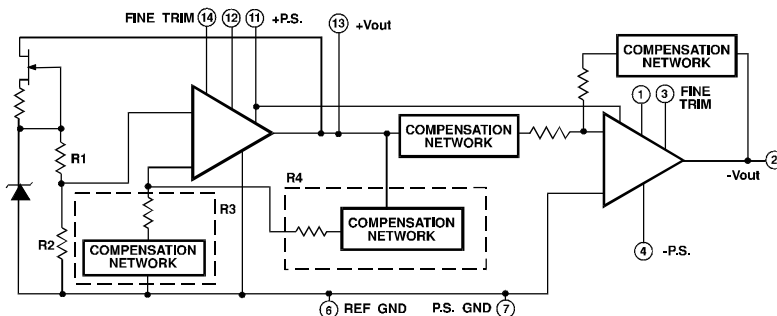 FINE TRIM 14 12 11 +P.S.
13 +Vout
COMPENSATION
NETWORK
1 3 FINE
TRIM
R1
COMPENSATION
NETWORK
2
-Vout
R4
R3
COMPENSATION
NETWORK
R2
COMPENSATION
NETWORK
4 -P.S.
6 REF GND P.S. GND 7